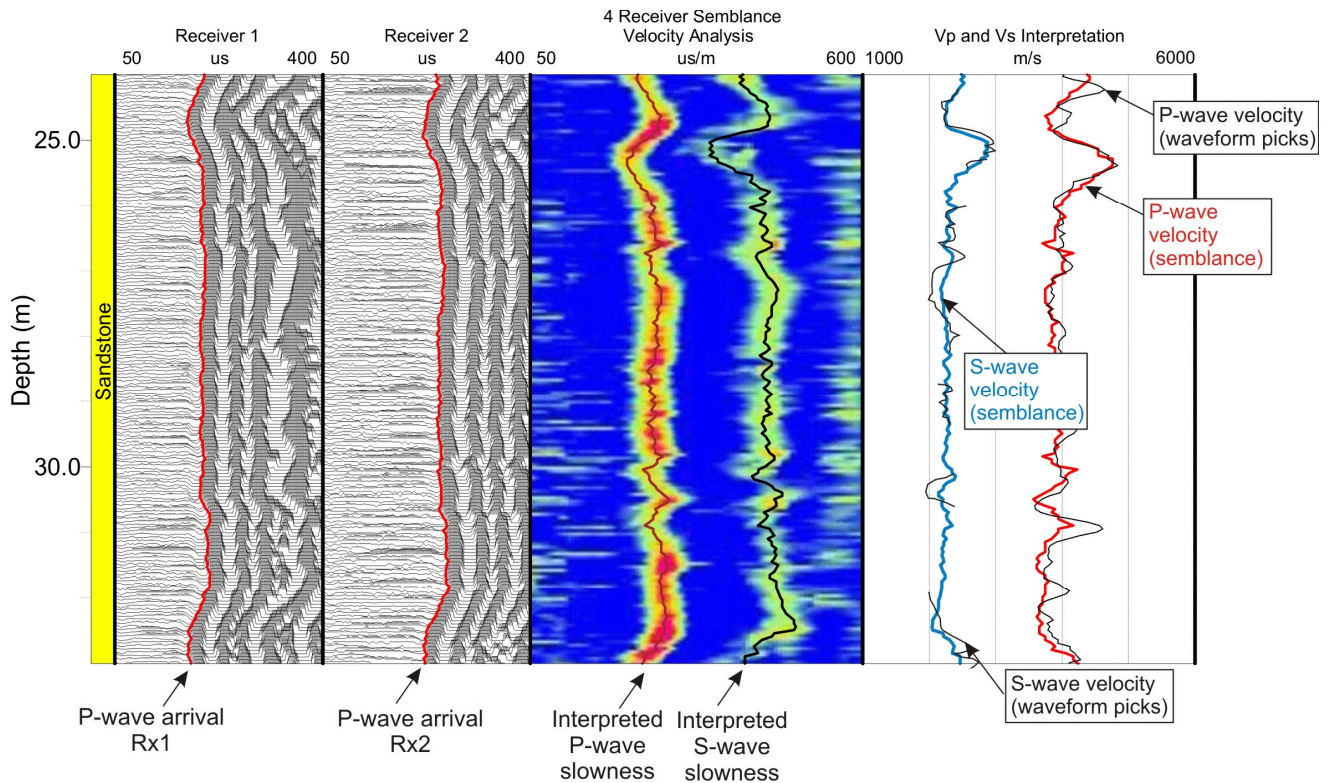 4 Receiver Semblance
Receiver 1
Receiver 2
Velocity Analysis
Vp and Vs Interpretation
50 us 400
50 us 400
50 us/m 600
1000 m/s 6000
Depth (m)
25.0
30.0
Sandstone
P-wave velocity
(waveform picks)
P-wave
velocity
(semblance)
S-wave
velocity
(semblance)
S-wave velocity
(waveform picks)
P-wave arrival
Rx1
P-wave arrival
Rx2
Interpreted
P-wave
slowness
Interpreted
S-wave
slowness